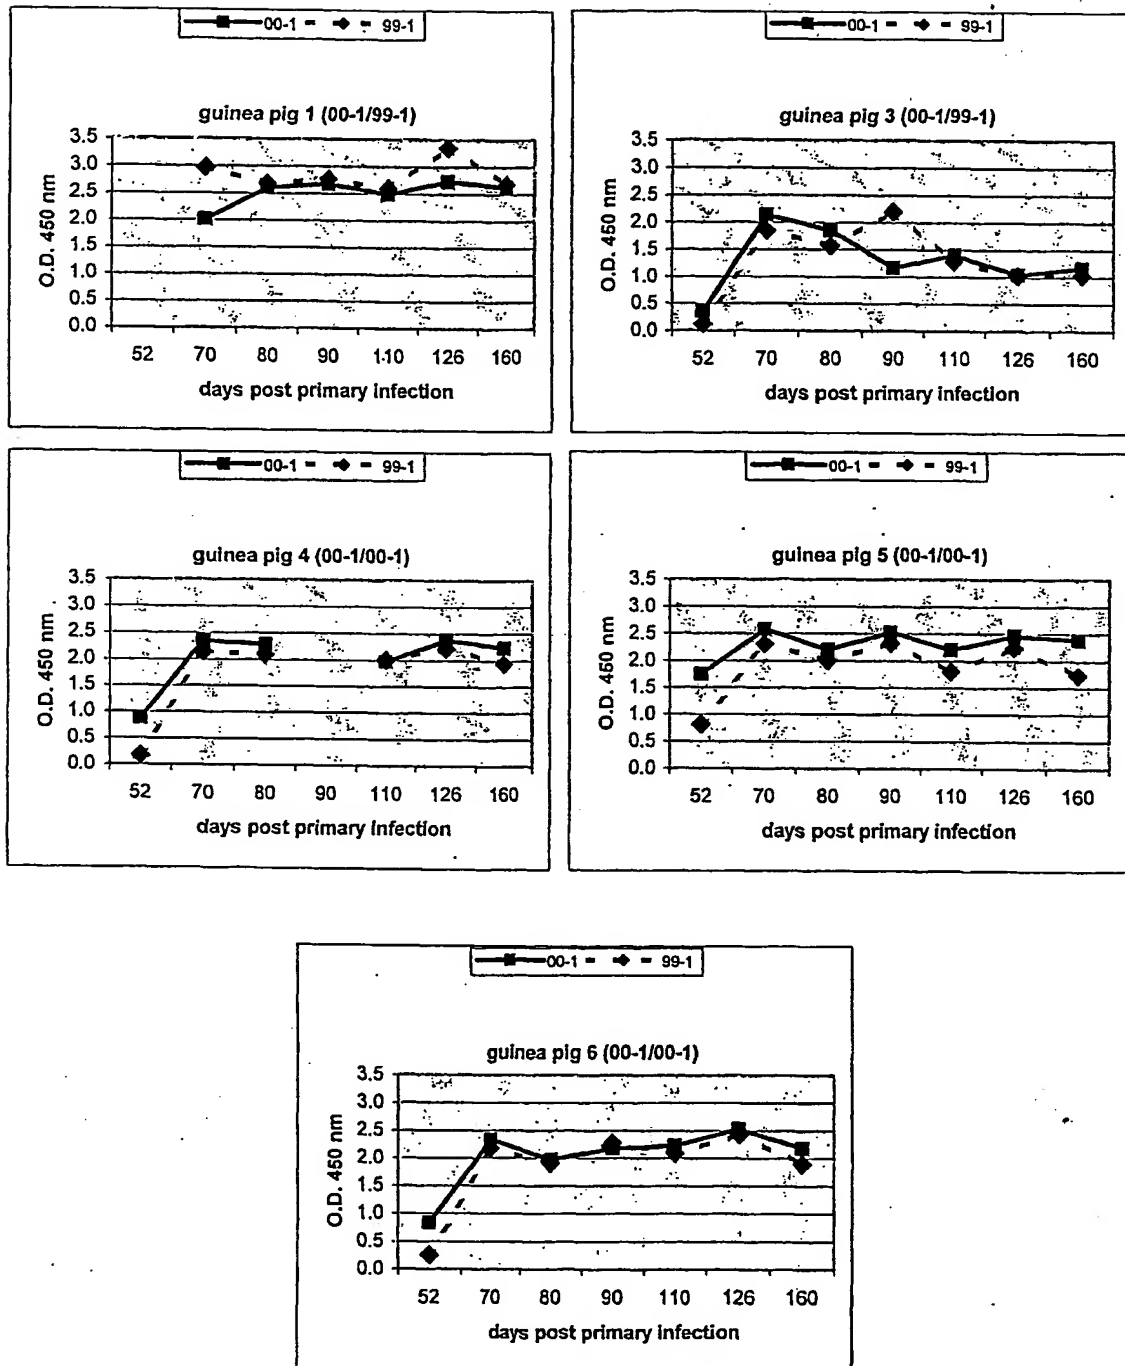 00-1 99-1
guinea pig 1 (00-1/99-1)
3.5
3.0
2.5
2.0
1.5
1.0
0.5
0.0
O.D. 450 nm
52 70 80 90 110 126 160
days post primary infection
00-1 99-1
guinea pig 3 (00-1/99-1)
3.5
3.0
2.5
2.0
1.5
1.0
0.5
0.0
O.D. 450 nm
52 70 80 90 110 126 160
days post primary infection
00-1 99-1
guinea pig 4 (00-1/00-1)
3.5
3.0
2.5
2.0
1.5
1.0
0.5
0.0
O.D. 450 nm
52 70 80 90 110 126 160
days post primary infection
00-1 99-1
guinea pig 5 (00-1/00-1)
3.5
3.0
2.5
2.0
1.5
1.0
0.5
0.0
O.D. 450 nm
52 70 80 90 110 126 160
days post primary infection
00-1 99-1
guinea pig 6 (00-1/00-1)
3.5
3.0
2.5
2.0
1.5
1.0
0.5
0.0
O.D. 450 nm
52 70 80 90 110 126 160
days post primary infection